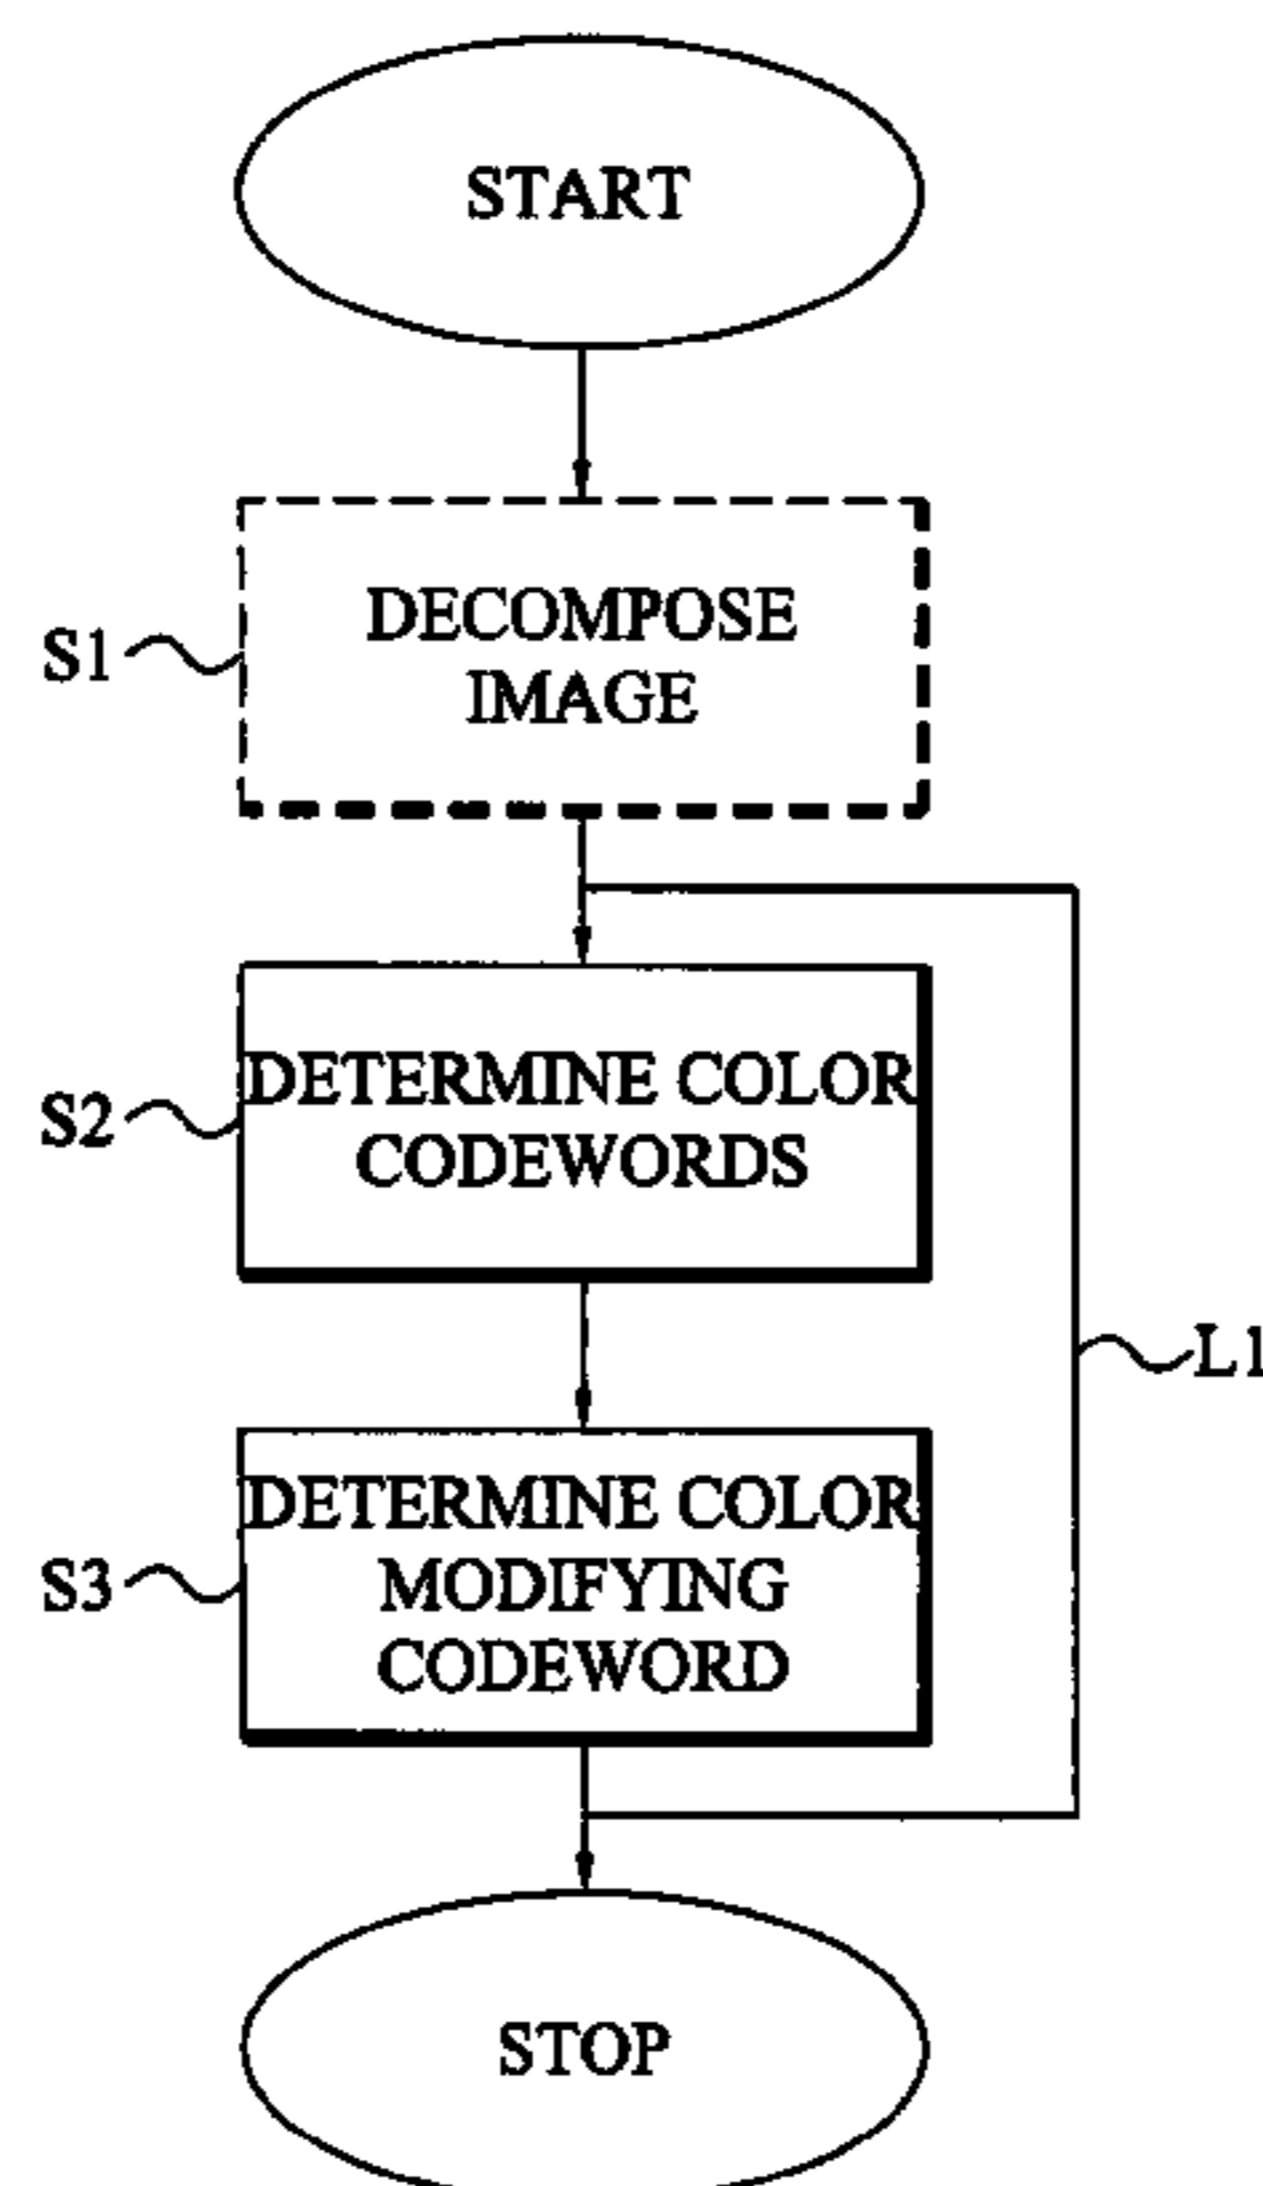 START
S1
DECOMPOSE
IMAGE
S2
DETERMINE COLOR
CODEWORDS
L1
S3
DETERMINE COLOR
MODIFYING
CODEWORD
STOP